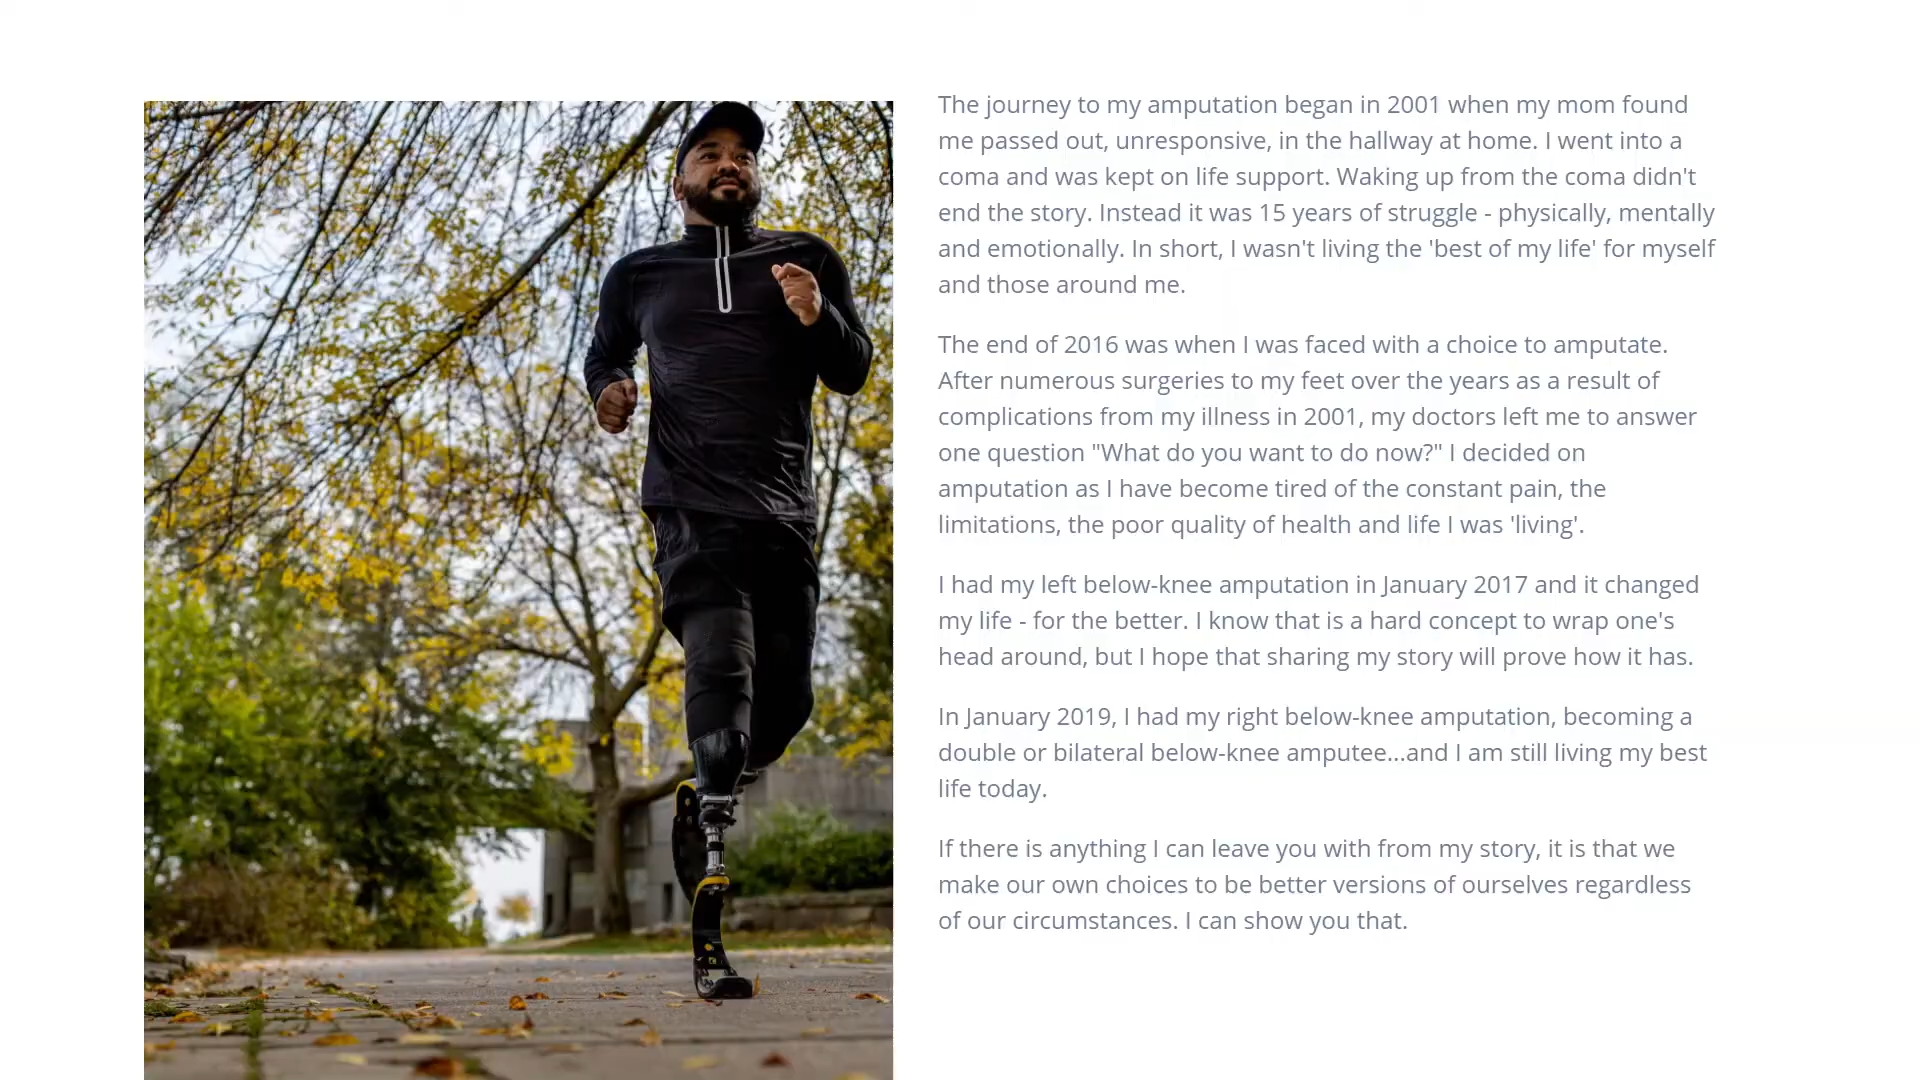 The journey to my amputation began in 2001 when my mom found
me passed out, unresponsive, in the hallway at home. I went into a
coma and was kept on life support. Waking up from the coma didn't
end the story. Instead it was 15 years of struggle - physically, mentally
and emotionally. In short, I wasn't living the 'best of my life' for myself
and those around me.
The end of 2016 was when I was faced with a choice to amputate.
After numerous surgeries to my feet over the years as a result of
complications from my illness in 2001, my doctors left me to answer
one question "What do you want to do now?" I decided on
amputation as I have become tired of the constant pain, the
limitations, the poor quality of health and life I was 'living'.
I had my left below-knee amputation in January 2017 and it changed
my life - for the better. I know that is a hard concept to wrap one's
head around, but I hope that sharing my story will prove how it has.
In January 2019, I had my right below-knee amputation, becoming a
double or bilateral below-knee amputee...and I am still living my best
life today.
If there is anything I can leave you with from my story, it is that we
make our own choices to be better versions of ourselves regardless
of our circumstances. I can show you that.